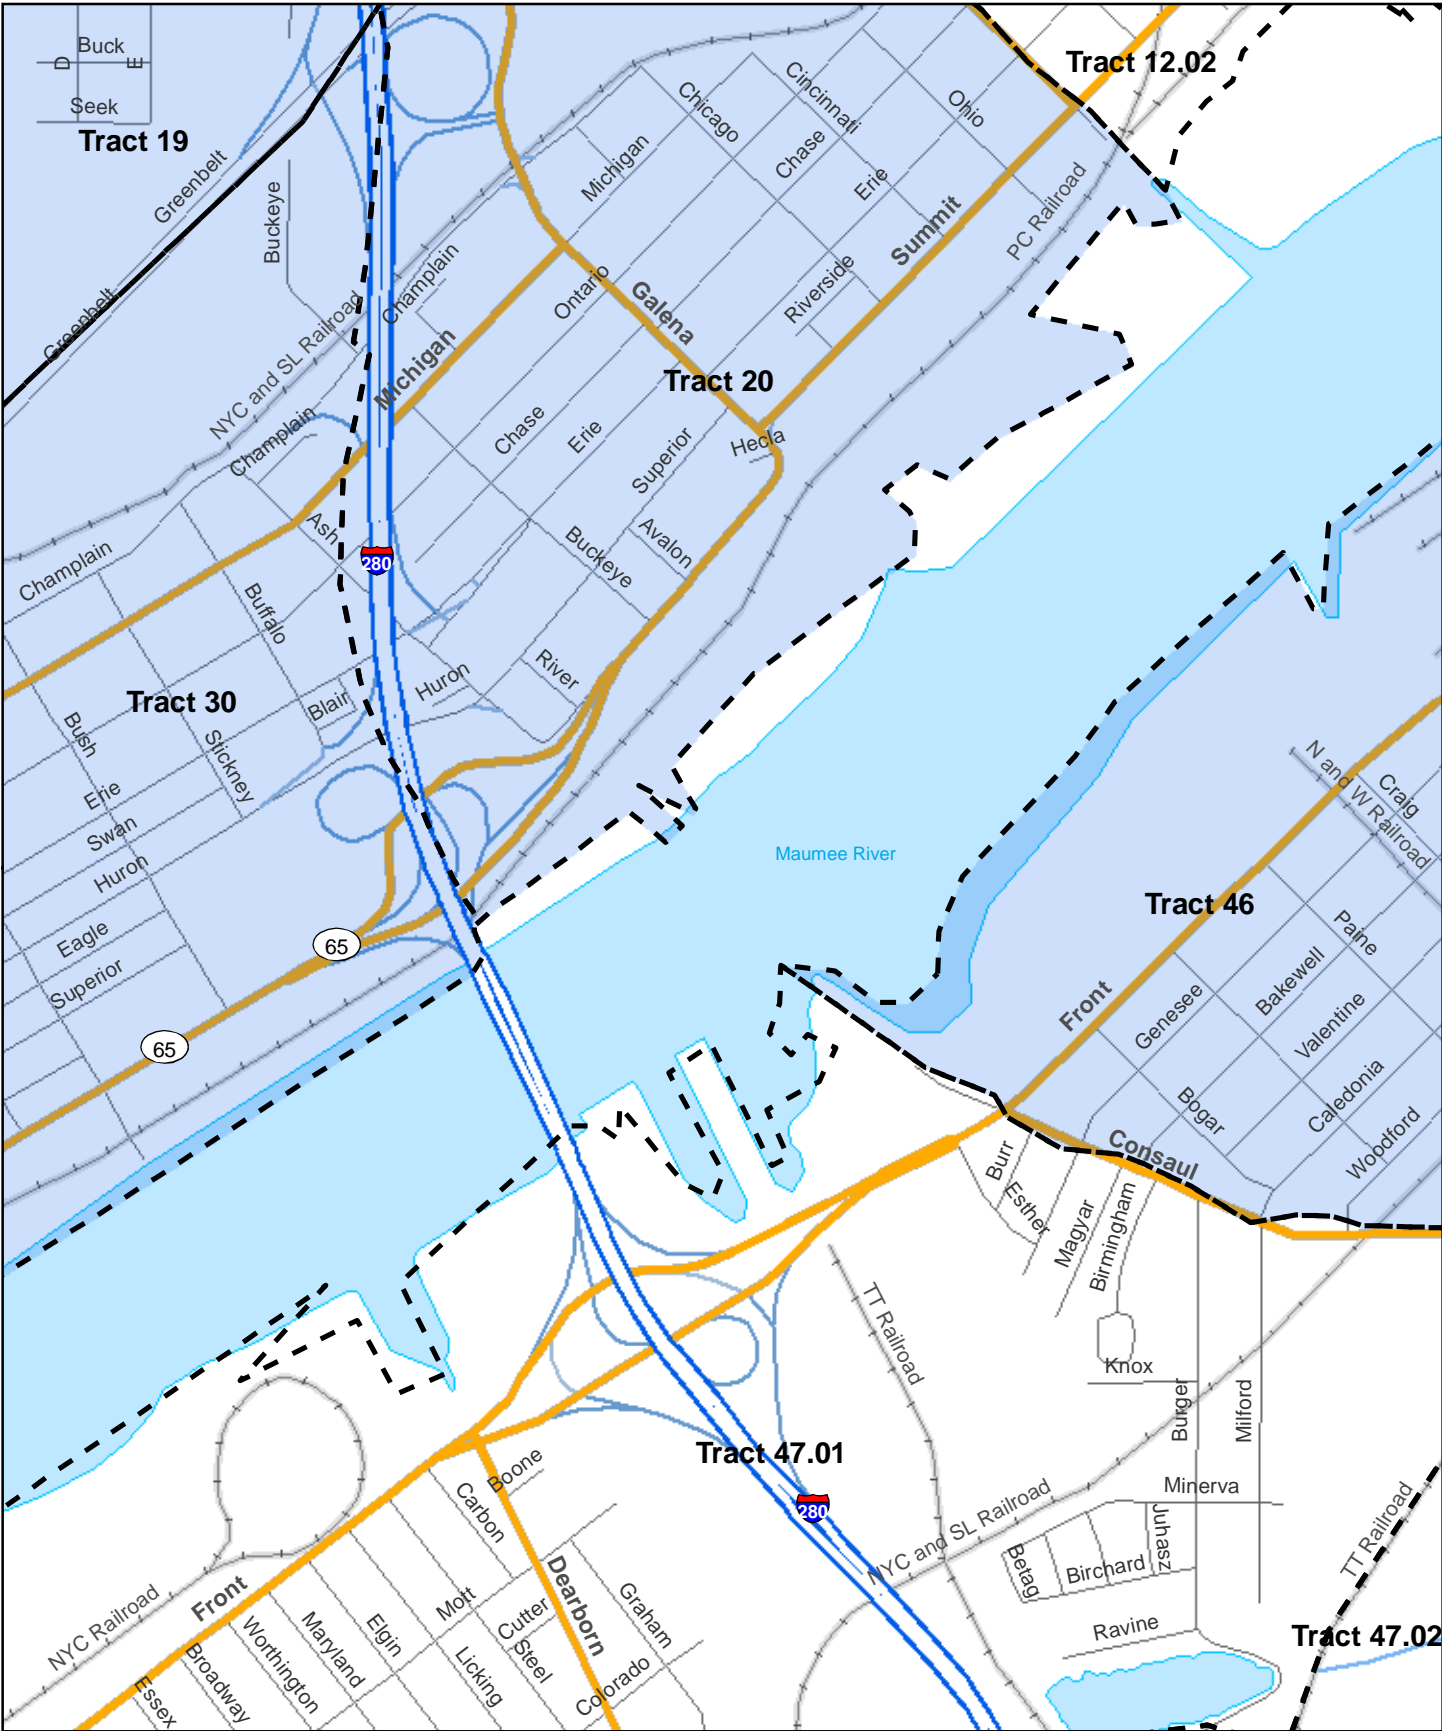 Buck
D
E
Seek
Tract 19
Greenbelt
Greenbelt
Buckeye
Tract 12.02
Chicago
Cincinnati
Ohio
Michigan
Chase
Erie
Summit
PC Railroad
Champlain
NYC and SL Railroad
Michigan
Ontario
Galena
Riverside
Tract 20
Champlain
Chase
Erie
Superior
Hecla
Ash
280
Buckeye
Avalon
Champlain
Buffalo
Huron
River
Blair
Tract 30
Bush
Stickney
Erie
Swan
Huron
Eagle
Superior
65
65
Maumee River
N and W Railroad
Craig
Tract 46
Paine
Bakewell
Front
Genesee
Valentine
Caledonia
Bogar
Woodford
Consaul
Burr
Esther
Magyar
Birmingham
TT Railroad
Knox
Burger
Milford
Tract 47.01
280
Minerva
NYC and SL Railroad
Juhasz
Betag
Birchard
TT Railroad
Ravine
Tract 47.02
Boone
Carbon
Dearborn
Mott
Cutter
Graham
Steel
Licking
Colorado
Elgin
Maryland
Worthington
Broadway
Essex
Front
NYC Railroad